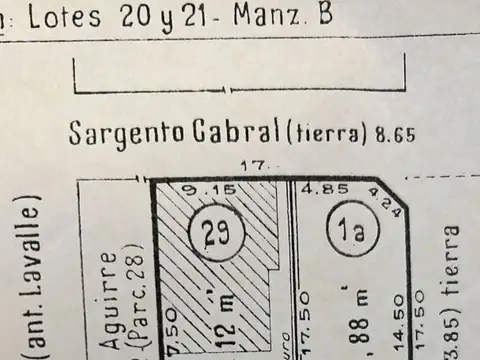 : Lotes 20 y 21 - Manz. B
Sargento Cabral (tierra) 8.65
17.
9.15
4.85
4.24
29
1a
(ant. Lavalle)
Aguirre
(Parc. 28)
7.50
12 m
17.50
88 m
14.50
17.50
3.85) tierra